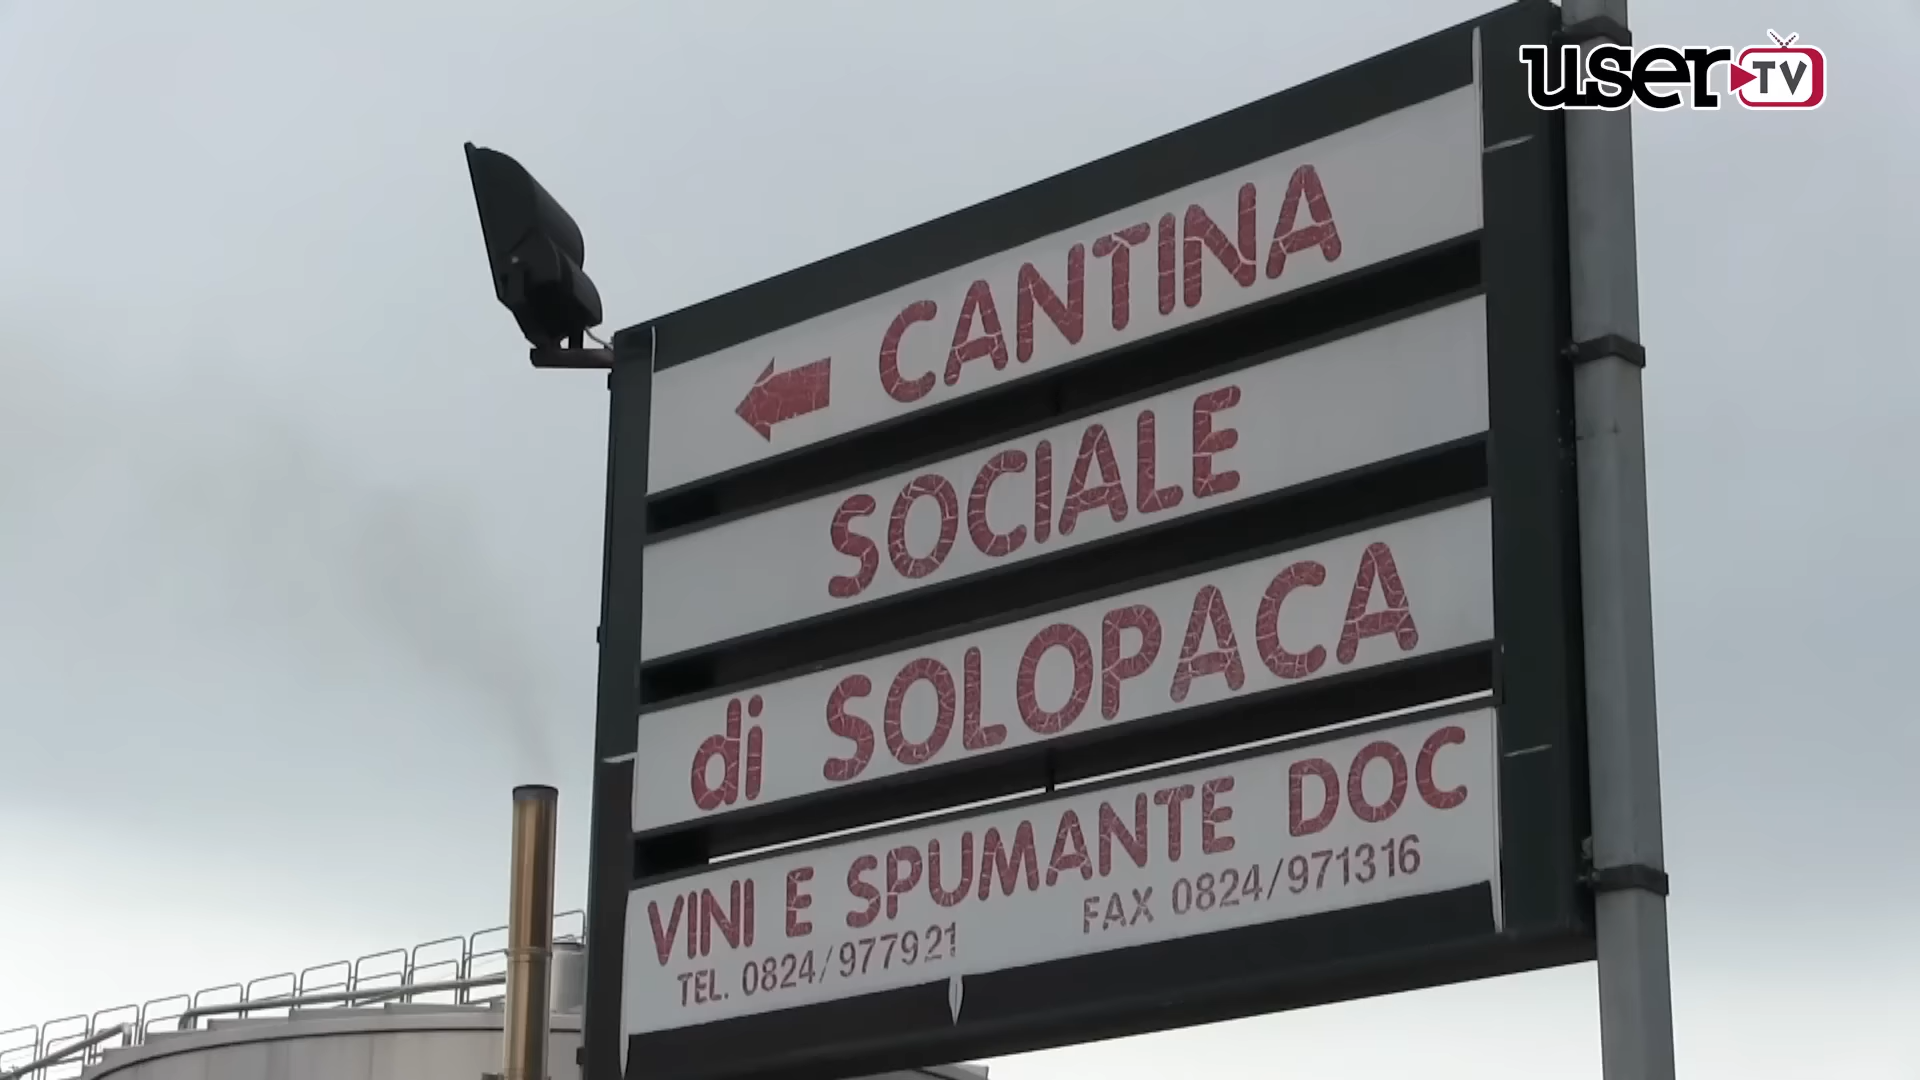 user TV
CANTINA
SOCIALE
di SOLOPACA
VINI E SPUMANTE DOC
TEL. 0824/977921 FAX 0824/971316